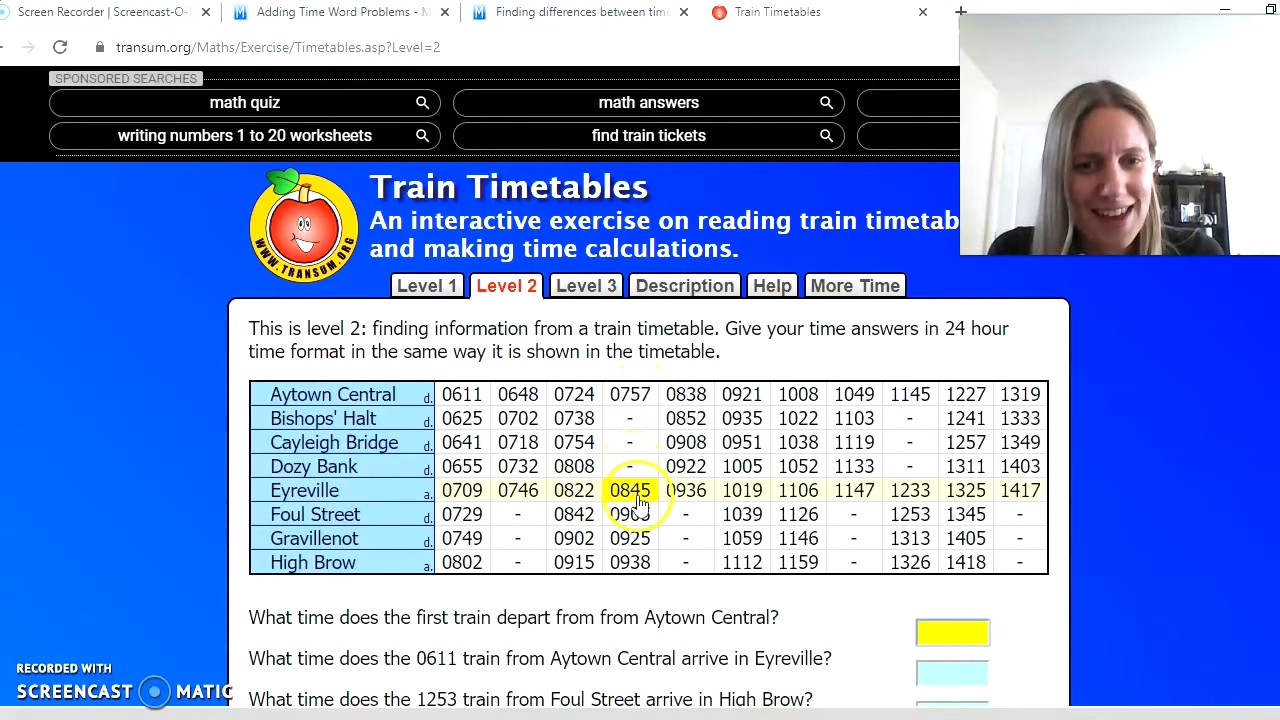 Screen Recorder | Screencast-O- Adding Time Word Problems - M Finding differences between time Train Timetables
transum.org/Maths/Exercise/Timetables.asp?Level=2
SPONSORED SEARCHES
math quiz math answers
writing numbers 1 to 20 worksheets find train tickets
Train Timetables
An interactive exercise on reading train timetab
and making time calculations.
WWW.TRANSUM.ORG
Level 1 Level 2 Level 3 Description Help More Time
This is level 2: finding information from a train timetable. Give your time answers in 24 hour
time format in the same way it is shown in the timetable.
Aytown Central d. 0611 0648 0724 0757 0838 0921 1008 1049 1145 1227 1319
Bishops' Halt d. 0625 0702 0738 - 0852 0935 1022 1103 - 1241 1333
Cayleigh Bridge d. 0641 0718 0754 - 0908 0951 1038 1119 - 1257 1349
Dozy Bank d. 0655 0732 0808 - 0922 1005 1052 1133 - 1311 1403
Eyreville a. 0709 0746 0822 0845 0936 1019 1106 1147 1233 1325 1417
Foul Street d. 0729 - 0842 - 1039 1126 - 1253 1345 -
Gravillenot d. 0749 - 0902 0925 - 1059 1146 - 1313 1405 -
High Brow a. 0802 - 0915 0938 - 1112 1159 - 1326 1418 -
What time does the first train depart from from Aytown Central?
What time does the 0611 train from Aytown Central arrive in Eyreville?
What time does the 1253 train from Foul Street arrive in High Brow?
RECORDED WITH
SCREENCAST MATIC